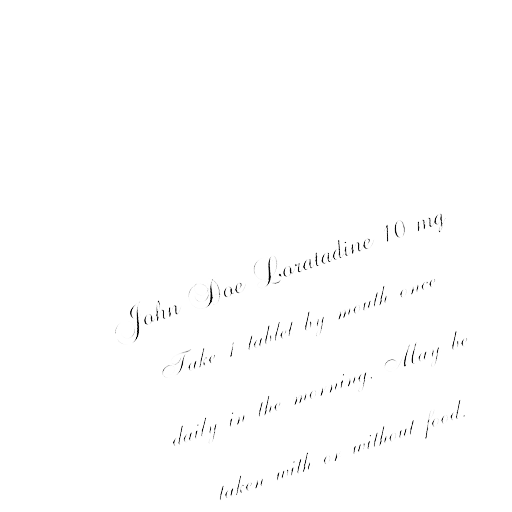 John Doe Loratadine 10 mg
Take 1 tablet by mouth once
daily in the morning. May be
taken with or without food.